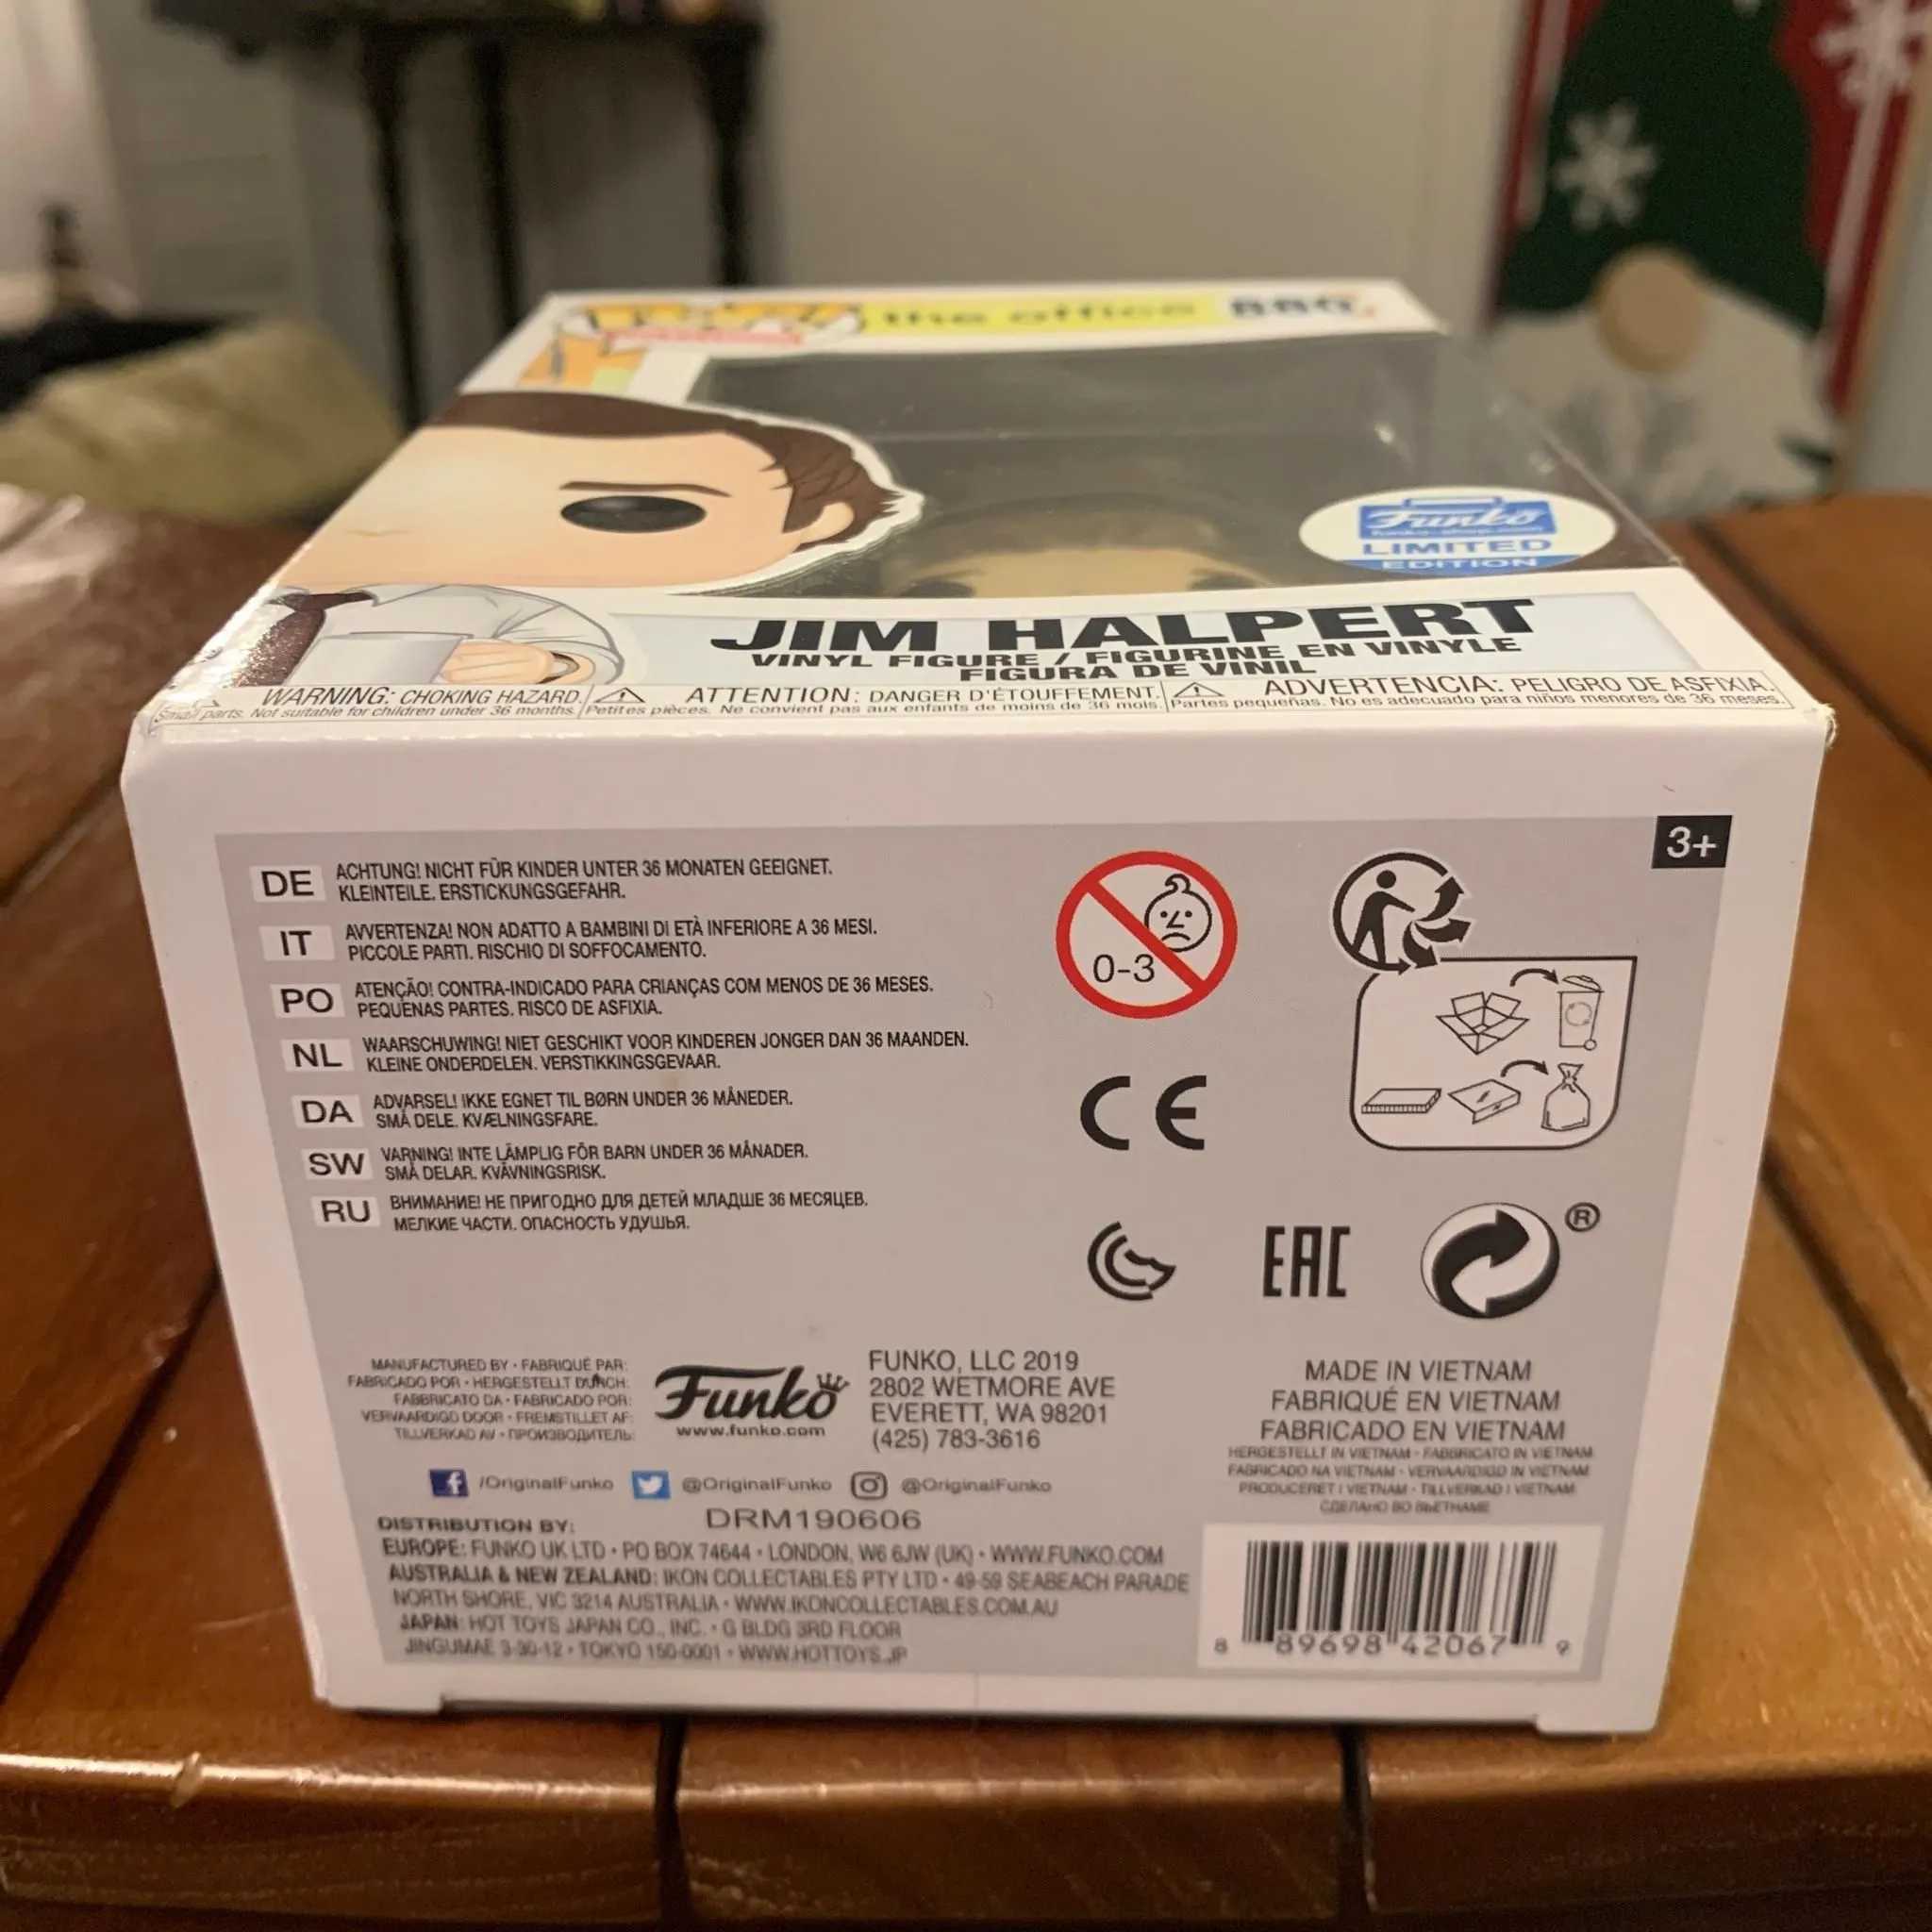 the office
Funko
LIMITED
EDITION
JIM HALPERT
VINYL FIGURE / FIGURINE EN VINYLE
FIGURA DE VINIL
WARNING: CHOKING HAZARD. ATTENTION: DANGER D'ÉTOUFFEMENT. ADVERTENCIA: PELIGRO DE ASFIXIA.
Small parts. Not suitable for children under 36 months. Petites pièces. Ne convient pas aux enfants de moins de 36 mois. Partes pequeñas. No es adecuado para niños menores de 36 meses.
3+
DE ACHTUNG! NICHT FÜR KINDER UNTER 36 MONATEN GEEIGNET.
KLEINTEILE. ERSTICKUNGSGEFAHR.
IT AVVERTENZA! NON ADATTO A BAMBINI DI ETÀ INFERIORE A 36 MESI.
PICCOLE PARTI. RISCHIO DI SOFFOCAMENTO.
PO ATENÇÃO! CONTRA-INDICADO PARA CRIANÇAS COM MENOS DE 36 MESES.
PEQUENAS PARTES. RISCO DE ASFIXIA.
NL WAARSCHUWING! NIET GESCHIKT VOOR KINDEREN JONGER DAN 36 MAANDEN.
KLEINE ONDERDELEN. VERSTIKKINGSGEVAAR.
DA ADVARSEL! IKKE EGNET TIL BØRN UNDER 36 MÅNEDER.
SMÅ DELE. KVÆLNINGSFARE.
SW VARNING! INTE LÄMPLIG FÖR BARN UNDER 36 MÅNADER.
SMÅ DELAR. KVÄVNINGSRISK.
RU ВНИМАНИЕ! НЕ ПРИГОДНО ДЛЯ ДЕТЕЙ МЛАДШЕ 36 МЕСЯЦЕВ.
МЕЛКИЕ ЧАСТИ. ОПАСНОСТЬ УДУШЬЯ.
0-3
CE
EAC
®
MANUFACTURED BY • FABRIQUÉ PAR:
FABRICADO POR • HERGESTELLT DURCH:
FABBRICATO DA • FABRICADO POR:
VERVAARDIGD DOOR • FREMSTILLET AF:
TILLVERKAD AV • ПРОИЗВОДИТЕЛЬ:
Funko
www.funko.com
FUNKO, LLC 2019
2802 WETMORE AVE
EVERETT, WA 98201
(425) 783-3616
/OriginalFunko @OriginalFunko @OriginalFunko
DRM190606
MADE IN VIETNAM
FABRIQUÉ EN VIETNAM
FABRICADO EN VIETNAM
HERGESTELLT IN VIETNAM • FABBRICATO IN VIETNAM
FABRICADO NA VIETNAM • VERVAARDIGD IN VIETNAM
PRODUCERET I VIETNAM • TILLVERKAD I VIETNAM
СДЕЛАНО ВО ВЬЕТНАМЕ
DISTRIBUTION BY:
EUROPE: FUNKO UK LTD • PO BOX 74644 • LONDON, W6 6JW (UK) • WWW.FUNKO.COM
AUSTRALIA & NEW ZEALAND: IKON COLLECTABLES PTY LTD • 49-59 SEABEACH PARADE
NORTH SHORE, VIC 3214 AUSTRALIA • WWW.IKONCOLLECTABLES.COM.AU
JAPAN: HOT TOYS JAPAN CO., INC. • G BLDG 3RD FLOOR
JINGUMAE 3-30-12 • TOKYO 150-0001 • WWW.HOTTOYS.JP
8 89698 42067 9